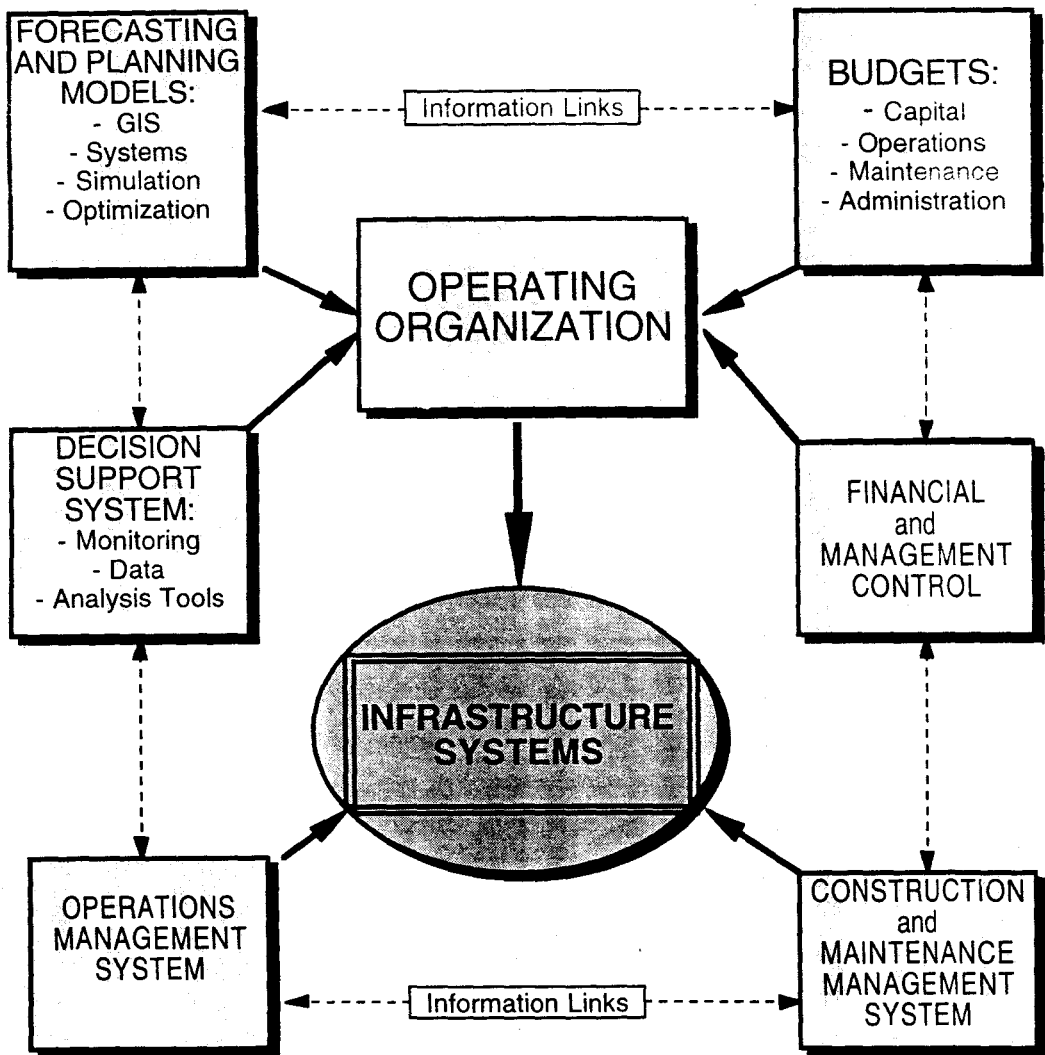 FORECASTING
AND PLANNING
MODELS:
- GIS
- Systems
- Simulation
- Optimization
Information Links
BUDGETS:
- Capital
- Operations
- Maintenance
- Administration
OPERATING
ORGANIZATION
DECISION
SUPPORT
SYSTEM:
- Monitoring
- Data
- Analysis Tools
FINANCIAL
and
MANAGEMENT
CONTROL
INFRASTRUCTURE
SYSTEMS
OPERATIONS
MANAGEMENT
SYSTEM
Information Links
CONSTRUCTION
and
MAINTENANCE
MANAGEMENT
SYSTEM